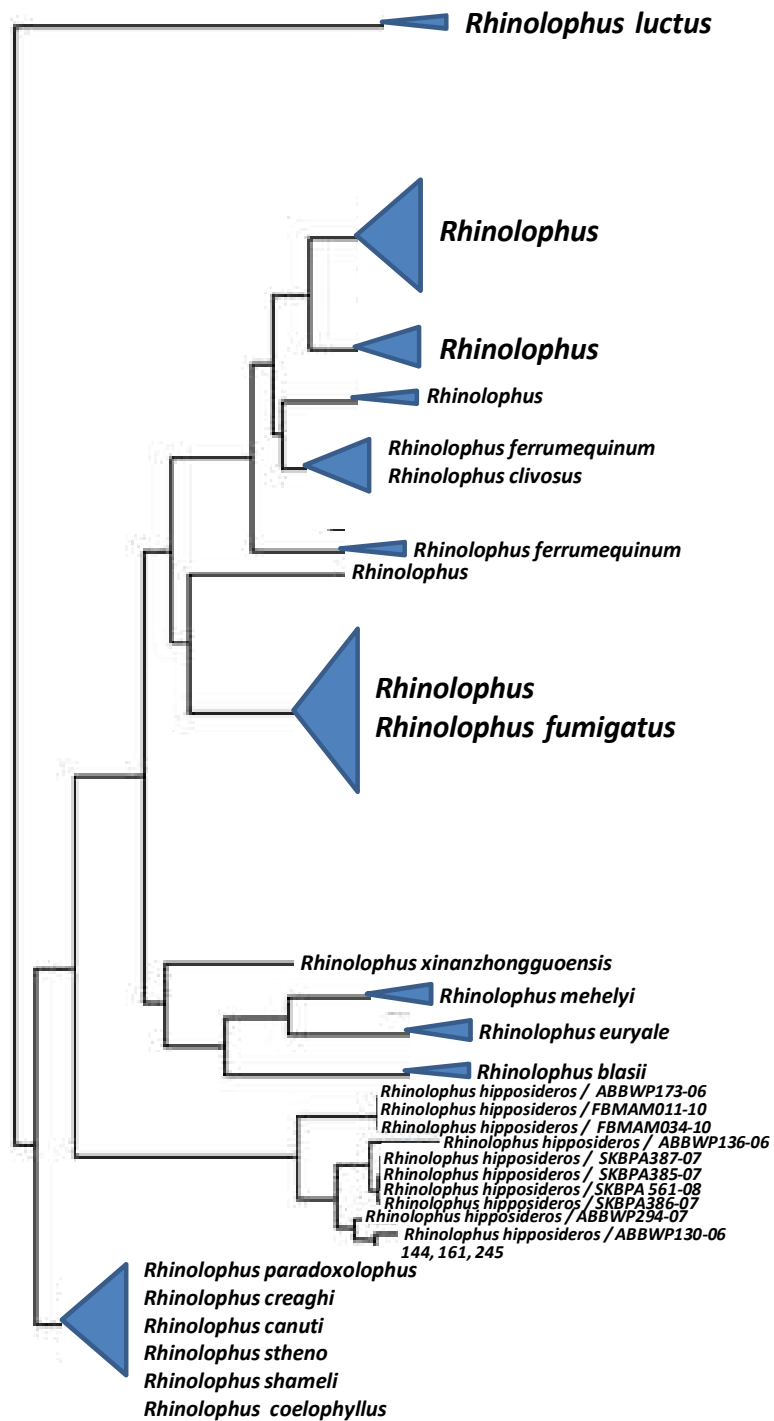 Rhinolophus luctus
Rhinolophus
Rhinolophus
Rhinolophus
Rhinolophus ferrumequinum
Rhinolophus clivosus
Rhinolophus ferrumequinum
Rhinolophus
Rhinolophus
Rhinolophus fumigatus
Rhinolophus xinanzhongguoensis
Rhinolophus mehelyi
Rhinolophus euryale
Rhinolophus blasii
Rhinolophus hipposideros / ABBWP173-06
Rhinolophus hipposideros / FBMAM011-10
Rhinolophus hipposideros / FBMAM034-10
Rhinolophus hipposideros / ABBWP136-06
Rhinolophus hipposideros / SKBPA387-07
Rhinolophus hipposideros / SKBPA385-07
Rhinolophus hipposideros / SKBPA 561-08
Rhinolophus hipposideros / SKBPA386-07
Rhinolophus hipposideros / ABBWP294-07
Rhinolophus hipposideros / ABBWP130-06
144, 161, 245
Rhinolophus paradoxolophus
Rhinolophus creaghi
Rhinolophus canuti
Rhinolophus stheno
Rhinolophus shameli
Rhinolophus coelophyllus